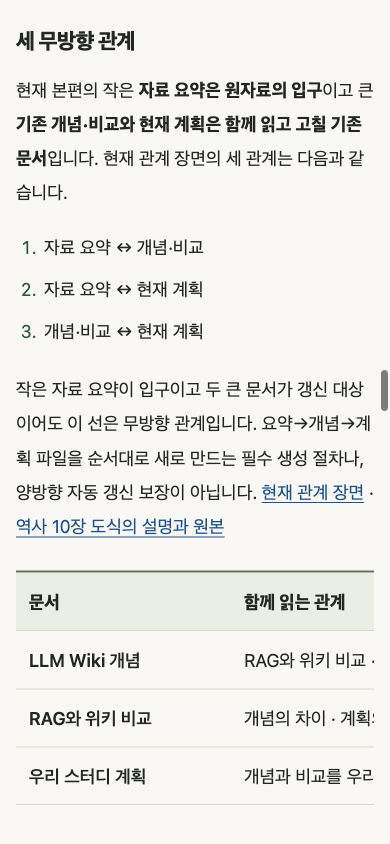 세 무방향 관계
현재 본편의 작은 자료 요약은 원자료의 입구이고 큰
기존 개념·비교와 현재 계획은 함께 읽고 고칠 기존
문서입니다. 현재 관계 장면의 세 관계는 다음과 같
습니다.
1. 자료 요약 ↔ 개념·비교
2. 자료 요약 ↔ 현재 계획
3. 개념·비교 ↔ 현재 계획
작은 자료 요약이 입구이고 두 큰 문서가 갱신 대상
이어도 이 선은 무방향 관계입니다. 요약→개념→계
획 파일을 순서대로 새로 만드는 필수 생성 절차나,
양방향 자동 갱신 보장이 아닙니다. 현재 관계 장면 ·
역사 10장 도식의 설명과 원본
문서 함께 읽는 관계
LLM Wiki 개념 RAG와 위키 비교 ·
RAG와 위키 비교 개념의 차이 · 계획
우리 스터디 계획 개념과 비교를 우리